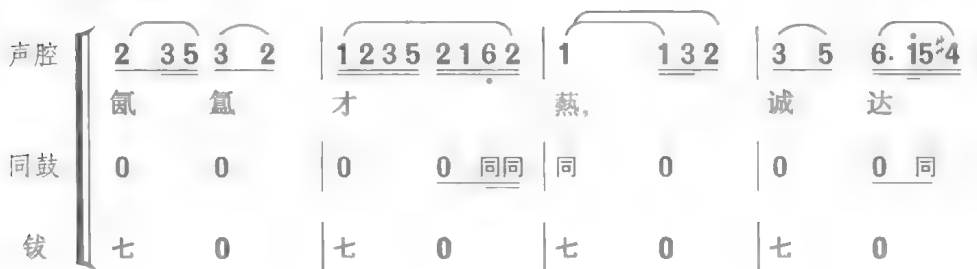 声腔 2 35 3 2 | 1235 2162 | 1 132 | 3 5 6. i5#4
氤 氲 才 爇, 诚 达
同鼓 0 0 | 0 0 同同 | 同 0 | 0 0 同
钹 七 0 | 七 0 | 七 0 | 七 0